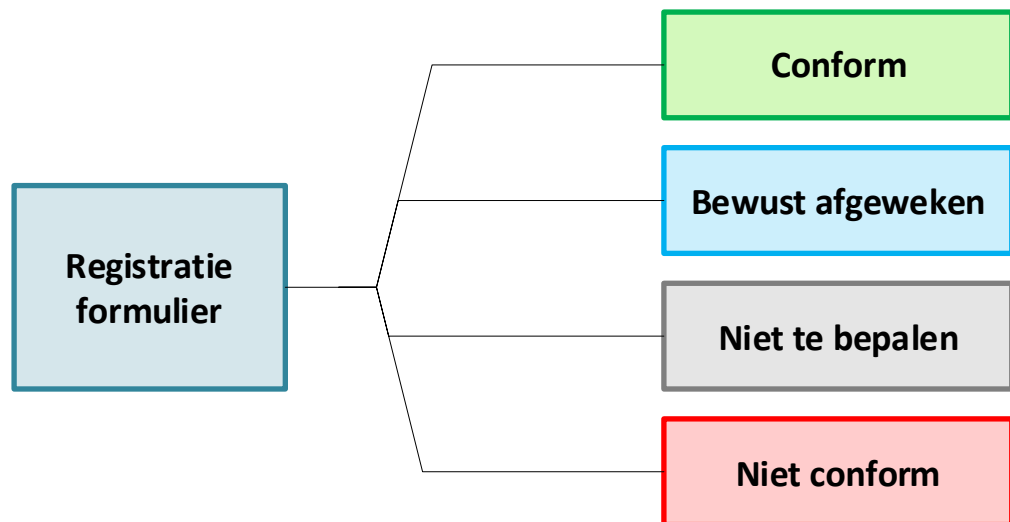 Registratie
formulier
Conform
Bewust afgeweken
Niet te bepalen
Niet conform